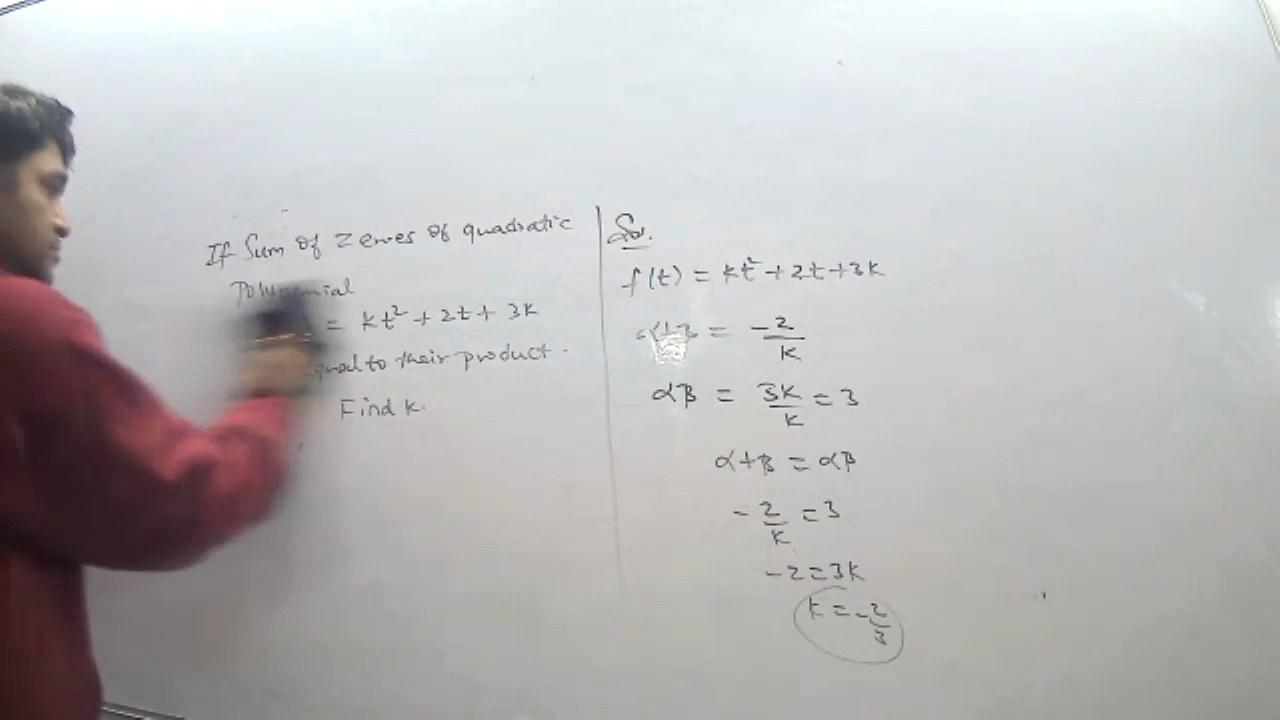 If Sum of Zeroes of quadratic
Polynomial
= kt² + 2t + 3k
equal to their product.
Find k.
Sol.
f(t) = kt² + 2t + 3k
α+β = -2/k
αβ = 3k/k = 3
α+β = αβ
-2/k = 3
-2 = 3k
k = -2/3